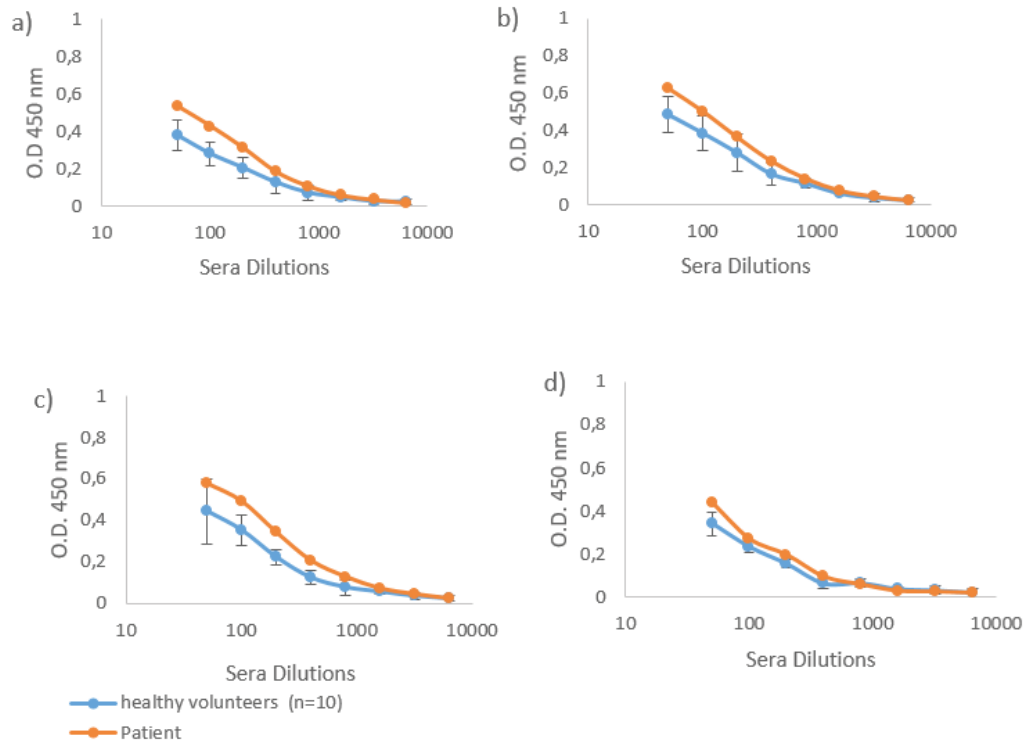 a)
1
0,8
0,6
0,4
0,2
0
O.D 450 nm
10 100 1000 10000
Sera Dilutions
b)
1
0,8
0,6
0,4
0,2
0
O.D. 450 nm
10 100 1000 10000
Sera Dilutions
c)
1
0,8
0,6
0,4
0,2
0
O.D. 450 nm
10 100 1000 10000
Sera Dilutions
d)
1
0,8
0,6
0,4
0,2
0
O.D. 450 nm
10 100 1000 10000
Sera Dilutions
healthy volunteers (n=10)
Patient